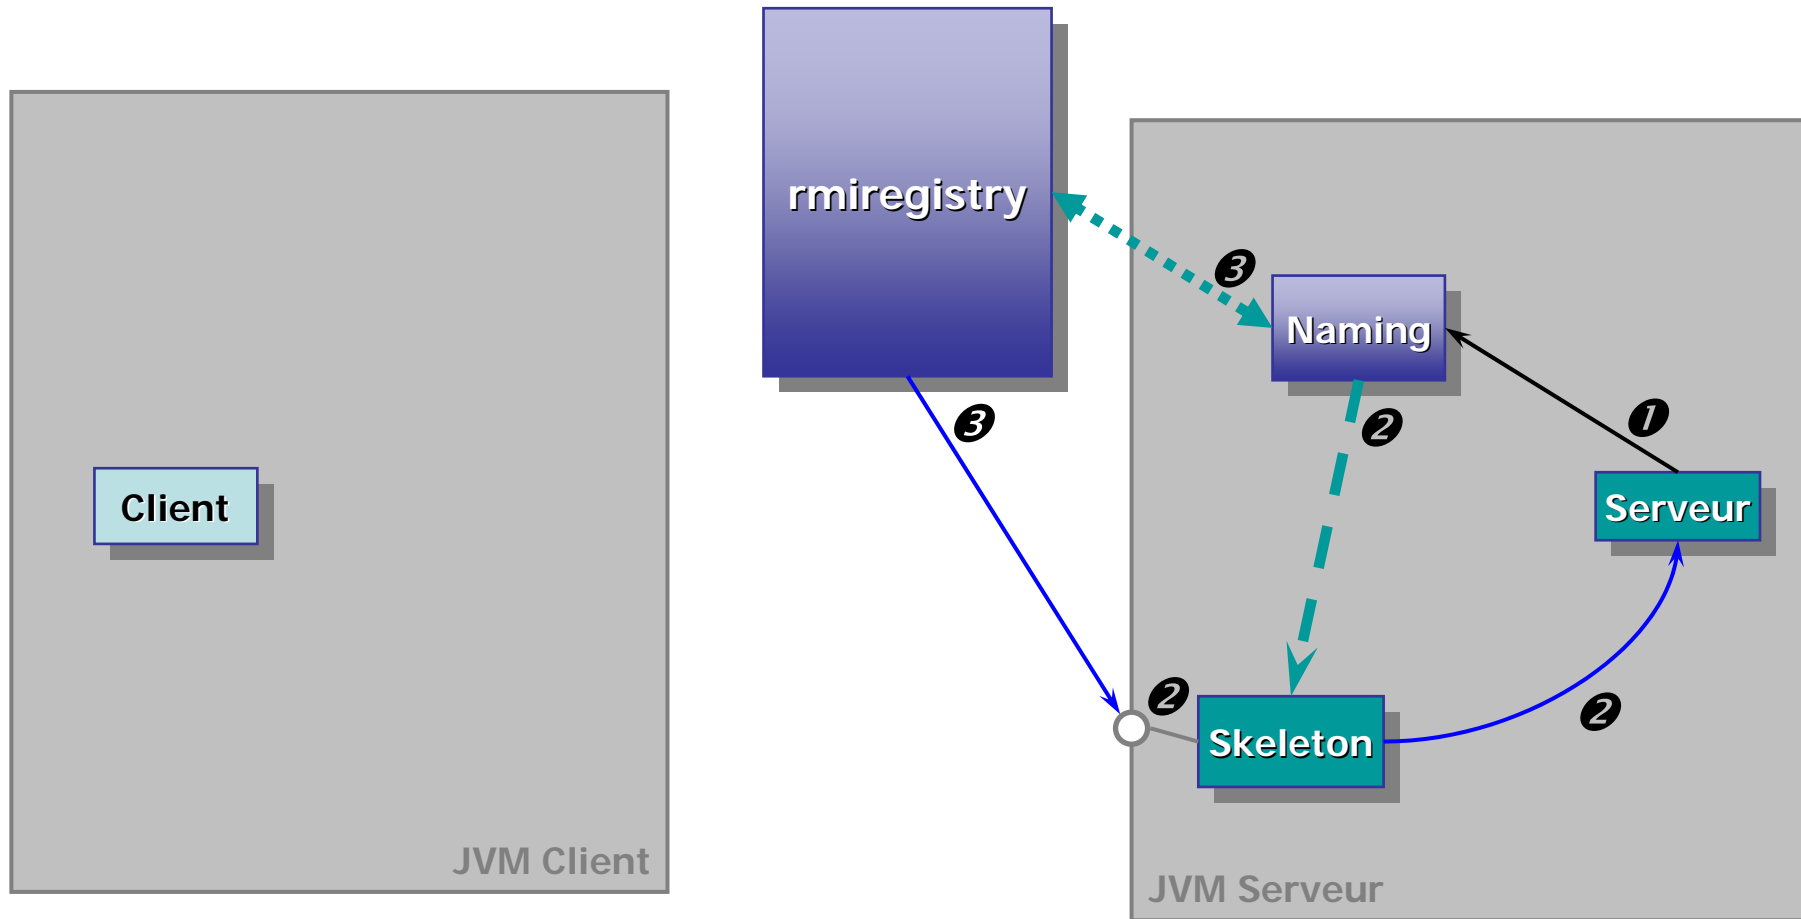 rmiregistry
❸
Naming
❸
❷
❶
Client
Serveur
❷
Skeleton
❷
JVM Client
JVM Serveur